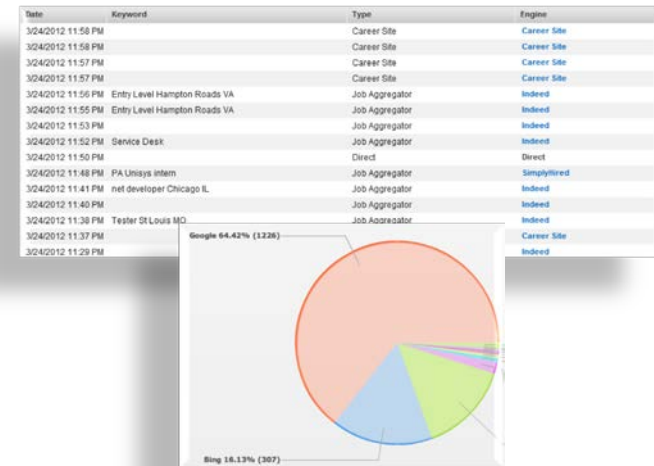 Date Keyword Type Engine
3/24/2012 11:58 PM Career Site Career Site
3/24/2012 11:58 PM Career Site Career Site
3/24/2012 11:57 PM Career Site Career Site
3/24/2012 11:57 PM Career Site Career Site
3/24/2012 11:56 PM Entry Level Hampton Roads VA Job Aggregator Indeed
3/24/2012 11:55 PM Entry Level Hampton Roads VA Job Aggregator Indeed
3/24/2012 11:53 PM Job Aggregator Indeed
3/24/2012 11:52 PM Service Desk Job Aggregator Indeed
3/24/2012 11:50 PM Direct Direct
3/24/2012 11:48 PM PA Unisys intern Job Aggregator SimplyHired
3/24/2012 11:41 PM net developer Chicago IL Job Aggregator Indeed
3/24/2012 11:40 PM Job Aggregator Indeed
3/24/2012 11:38 PM Tester St Louis MO Job Aggregator Indeed
3/24/2012 11:37 PM Career Site
3/24/2012 11:29 PM Indeed
Google 64.42% (1226)
Bing 16.13% (307)